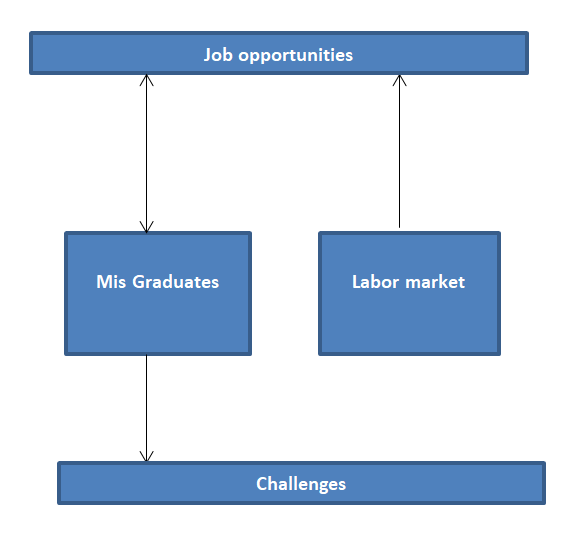 Job opportunities
Mis Graduates
Labor market
Challenges